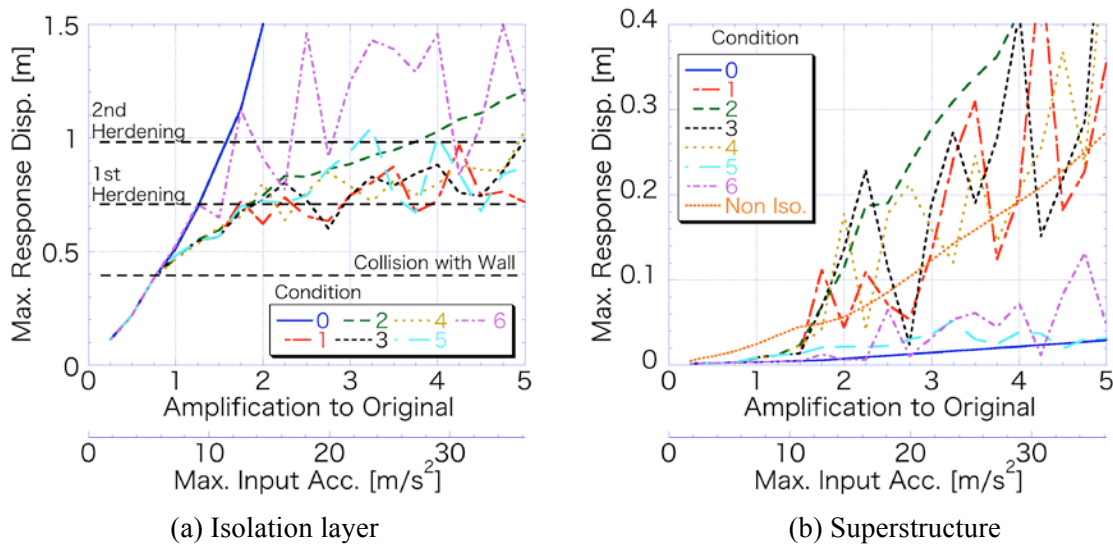 Max. Response Disp. [m]
1.5
1
0.5
0
2nd
Herdening
1st
Herdening
Collision with Wall
Condition
0 2 4 6
1 3 5
0 1 2 3 4 5
Amplification to Original
0 10 20 30
Max. Input Acc. [m/s²]
(a) Isolation layer
Max. Response Disp. [m]
0.4
0.3
0.2
0.1
0
Condition
0
1
2
3
4
5
6
Non Iso.
0 1 2 3 4 5
Amplification to Original
0 10 20 30
Max. Input Acc. [m/s²]
(b) Superstructure